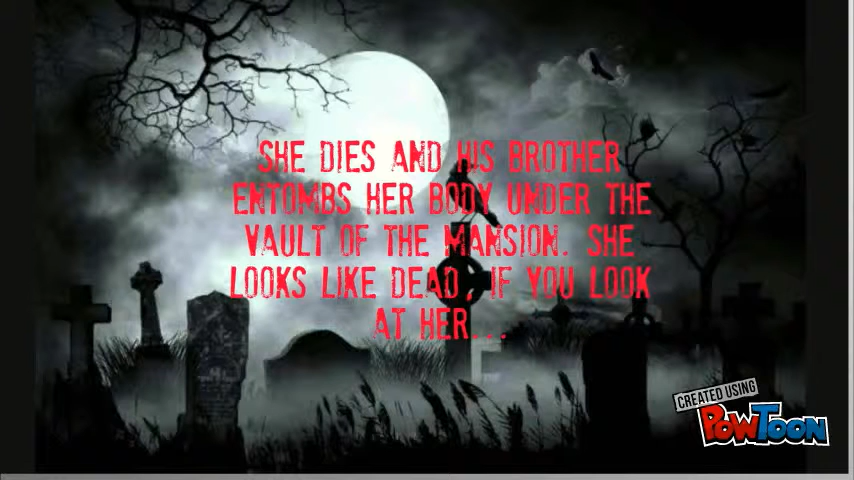 SHE DIES AND HIS BROTHER
ENTOMBS HER BODY UNDER THE
VAULT OF THE MANSION. SHE
LOOKS LIKE DEAD, IF YOU LOOK
AT HER...
CREATED USING
POWTOON